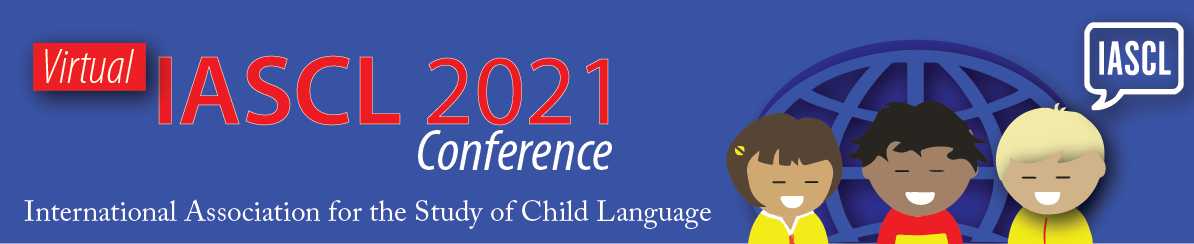 Virtual
IASCL 2021
Conference
International Association for the Study of Child Language
IASCL